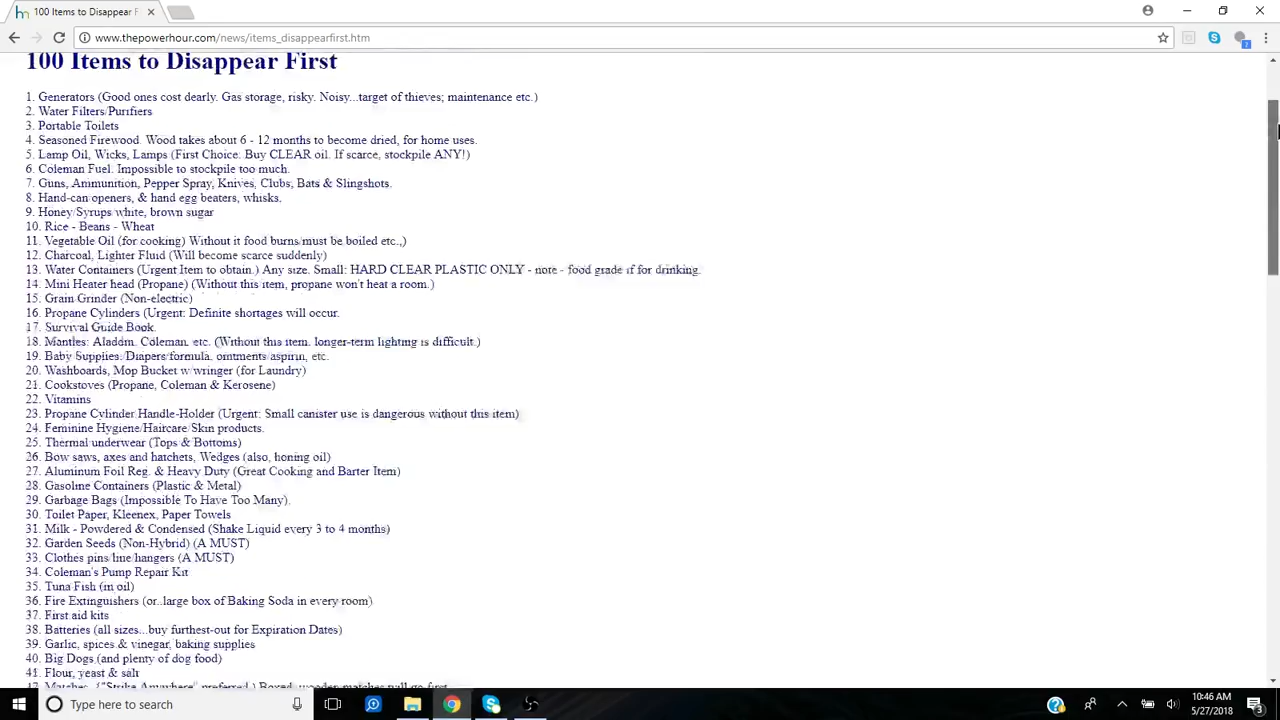 100 Items to Disappear F
www.thepowerhour.com/news/items_disappearfirst.htm
100 Items to Disappear First
1. Generators (Good ones cost dearly. Gas storage, risky. Noisy...target of thieves; maintenance etc.)
2. Water Filters/Purifiers
3. Portable Toilets
4. Seasoned Firewood. Wood takes about 6 - 12 months to become dried, for home uses.
5. Lamp Oil, Wicks, Lamps (First Choice: Buy CLEAR oil. If scarce, stockpile ANY!)
6. Coleman Fuel. Impossible to stockpile too much.
7. Guns, Ammunition, Pepper Spray, Knives, Clubs, Bats & Slingshots.
8. Hand-can openers, & hand egg beaters, whisks.
9. Honey/Syrups/white, brown sugar
10. Rice - Beans - Wheat
11. Vegetable Oil (for cooking) Without it food burns/must be boiled etc.,)
12. Charcoal, Lighter Fluid (Will become scarce suddenly)
13. Water Containers (Urgent Item to obtain.) Any size. Small: HARD CLEAR PLASTIC ONLY - note - food grade if for drinking.
14. Mini Heater head (Propane) (Without this item, propane won't heat a room.)
15. Grain Grinder (Non-electric)
16. Propane Cylinders (Urgent: Definite shortages will occur.
17. Survival Guide Book.
18. Mantles: Aladdin, Coleman, etc. (Without this item, longer-term lighting is difficult.)
19. Baby Supplies: Diapers/formula. ointments/aspirin, etc.
20. Washboards, Mop Bucket w/wringer (for Laundry)
21. Cookstoves (Propane, Coleman & Kerosene)
22. Vitamins
23. Propane Cylinder Handle-Holder (Urgent: Small canister use is dangerous without this item)
24. Feminine Hygiene/Haircare/Skin products.
25. Thermal underwear (Tops & Bottoms)
26. Bow saws, axes and hatchets, Wedges (also, honing oil)
27. Aluminum Foil Reg. & Heavy Duty (Great Cooking and Barter Item)
28. Gasoline Containers (Plastic & Metal)
29. Garbage Bags (Impossible To Have Too Many).
30. Toilet Paper, Kleenex, Paper Towels
31. Milk - Powdered & Condensed (Shake Liquid every 3 to 4 months)
32. Garden Seeds (Non-Hybrid) (A MUST)
33. Clothes pins/line/hangers (A MUST)
34. Coleman's Pump Repair Kit
35. Tuna Fish (in oil)
36. Fire Extinguishers (or..large box of Baking Soda in every room)
37. First aid kits
38. Batteries (all sizes...buy furthest-out for Expiration Dates)
39. Garlic, spices & vinegar, baking supplies
40. Big Dogs (and plenty of dog food)
41. Flour, yeast & salt
42. Matches. {"Strike Anywhere" preferred.) Boxed, wooden matches will go first
Type here to search
10:46 AM
5/27/2018